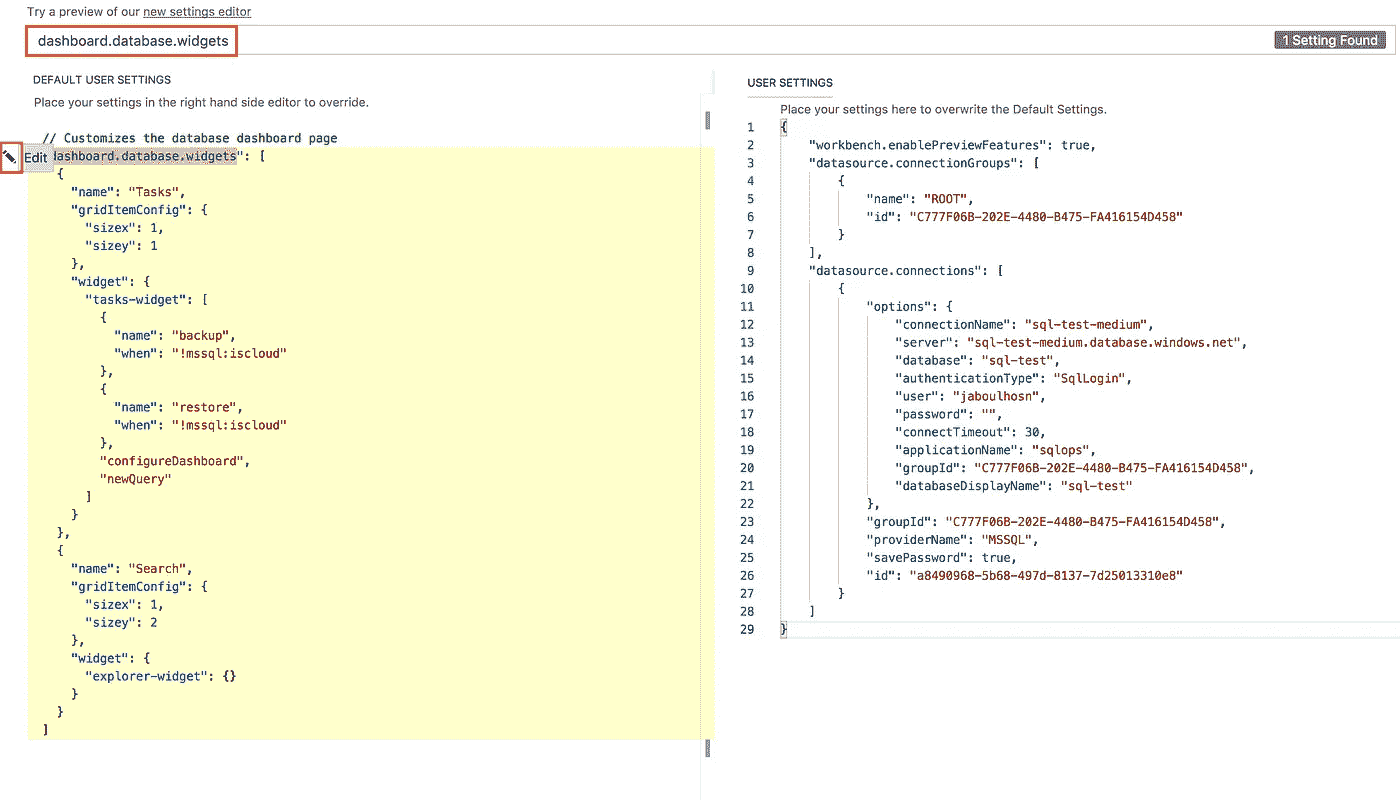 Try a preview of our new settings editor
dashboard.database.widgets
1 Setting Found
DEFAULT USER SETTINGS
Place your settings in the right hand side editor to override.
// Customizes the database dashboard page
Edit
dashboard.database.widgets": [
{
"name": "Tasks",
"gridItemConfig": {
"sizex": 1,
"sizey": 1
},
"widget": {
"tasks-widget": [
{
"name": "backup",
"when": "!mssql:iscloud"
},
{
"name": "restore",
"when": "!mssql:iscloud"
},
"configureDashboard",
"newQuery"
]
}
},
{
"name": "Search",
"gridItemConfig": {
"sizex": 1,
"sizey": 2
},
"widget": {
"explorer-widget": {}
}
}
]
USER SETTINGS
Place your settings here to overwrite the Default Settings.
1 {
2 "workbench.enablePreviewFeatures": true,
3 "datasource.connectionGroups": [
4 {
5 "name": "ROOT",
6 "id": "C777F06B-202E-4480-B475-FA416154D458"
7 }
8 ],
9 "datasource.connections": [
10 {
11 "options": {
12 "connectionName": "sql-test-medium",
13 "server": "sql-test-medium.database.windows.net",
14 "database": "sql-test",
15 "authenticationType": "SqlLogin",
16 "user": "jaboulhosn",
17 "password": "",
18 "connectTimeout": 30,
19 "applicationName": "sqlops",
20 "groupId": "C777F06B-202E-4480-B475-FA416154D458",
21 "databaseDisplayName": "sql-test"
22 },
23 "groupId": "C777F06B-202E-4480-B475-FA416154D458",
24 "providerName": "MSSQL",
25 "savePassword": true,
26 "id": "a8490968-5b68-497d-8137-7d25013310e8"
27 }
28 ]
29 }